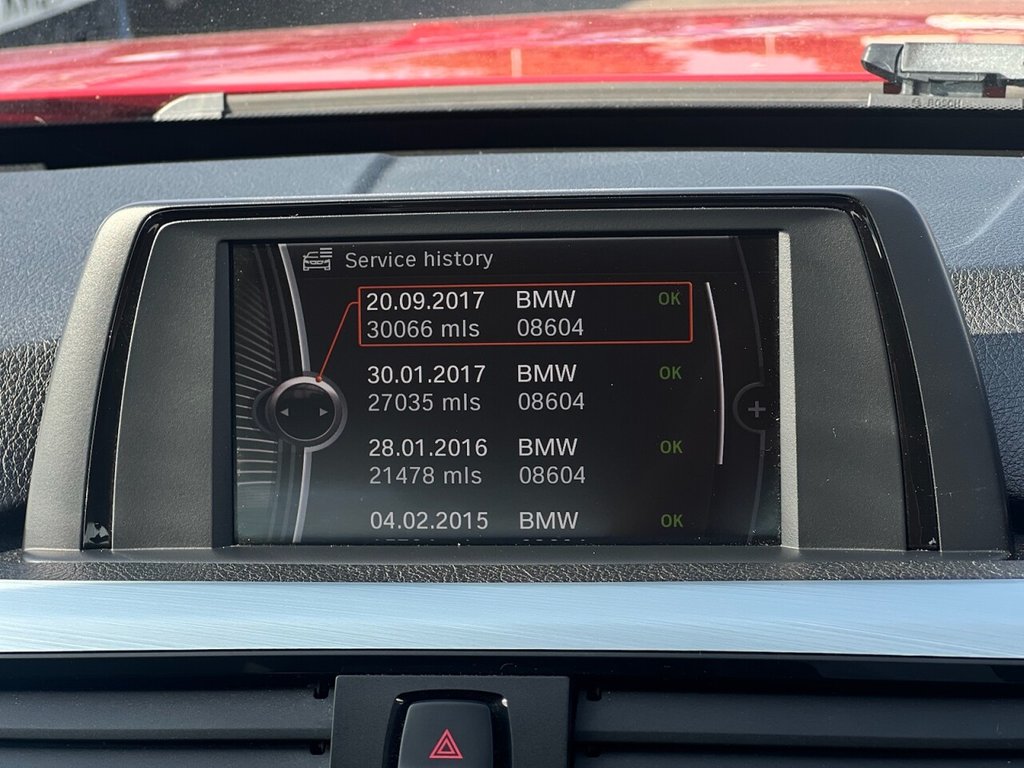 BOSCH
Service history
20.09.2017 BMW OK
30066 mls 08604
30.01.2017 BMW OK
27035 mls 08604
28.01.2016 BMW OK
21478 mls 08604
04.02.2015 BMW OK